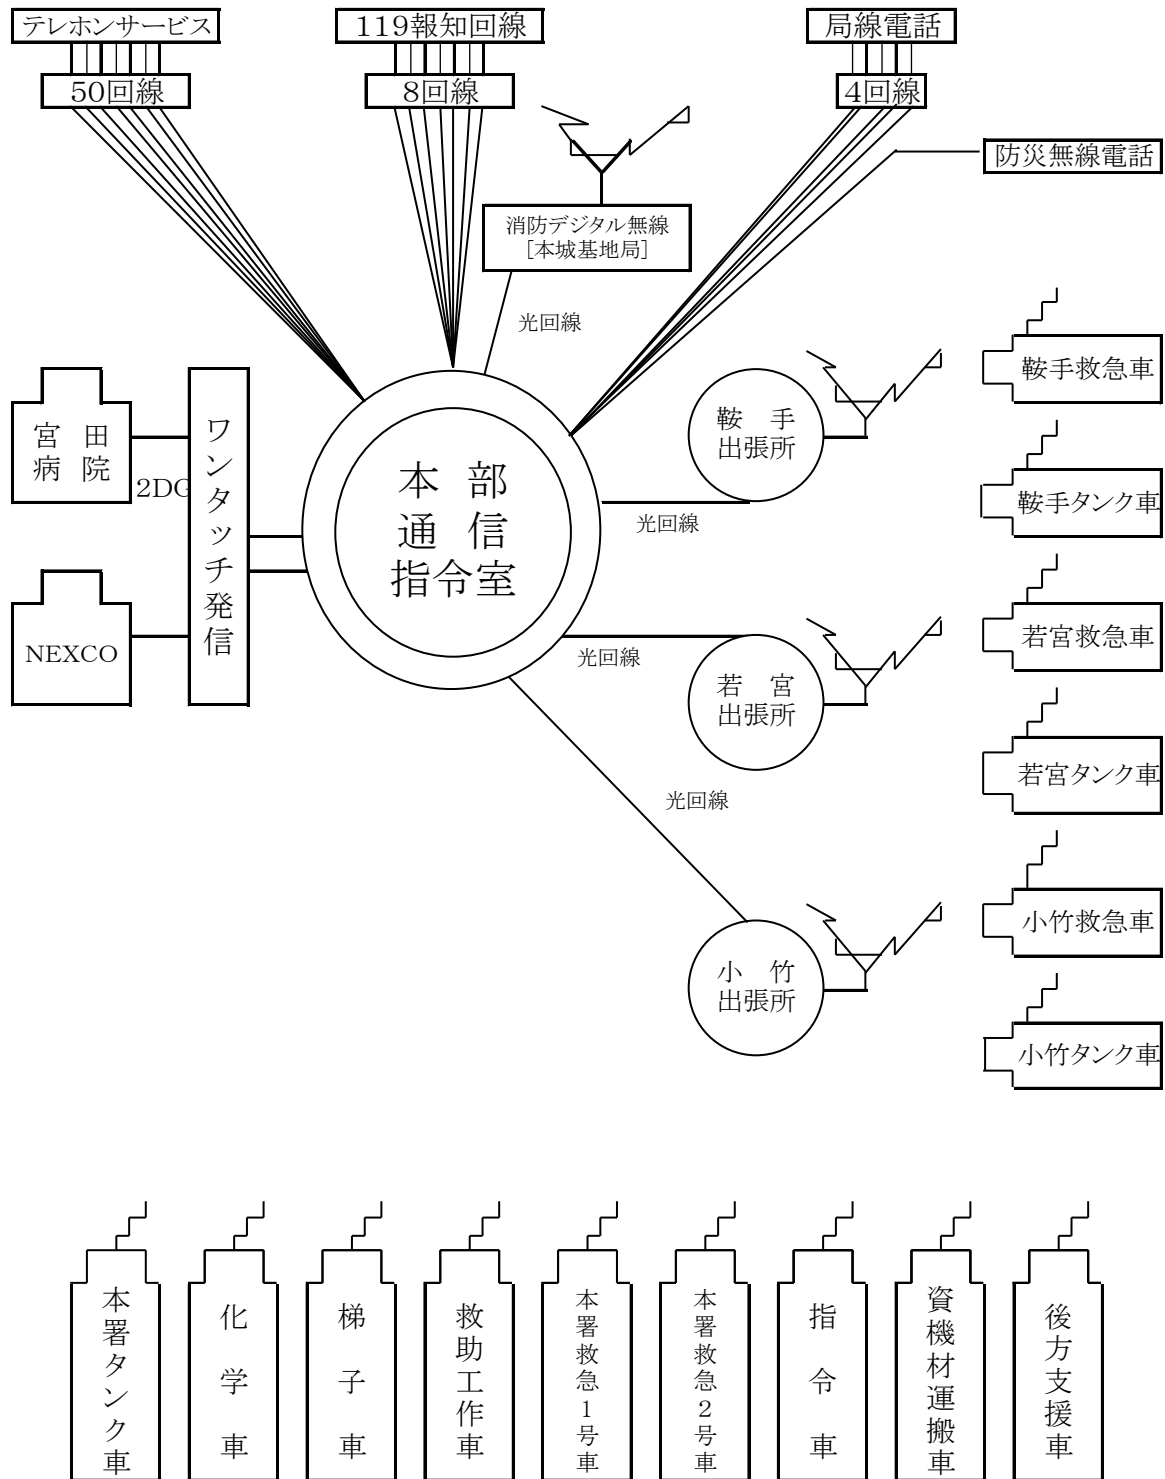 テレホンサービス
119報知回線
局線電話
50回線
8回線
4回線
防災無線電話
消防デジタル無線
[本城基地局]
光回線
鞍手救急車
鞍 手
出張所
宮 田
病 院
2DG
ワンタッチ発信
本 部
通 信
指令室
鞍手タンク車
光回線
NEXCO
若宮救急車
光回線
若 宮
出張所
若宮タンク車
光回線
小竹救急車
小 竹
出張所
小竹タンク車
本署タンク車
化学車
梯子車
救助工作車
本署救急1号車
本署救急2号車
指令車
資機材運搬車
後方支援車